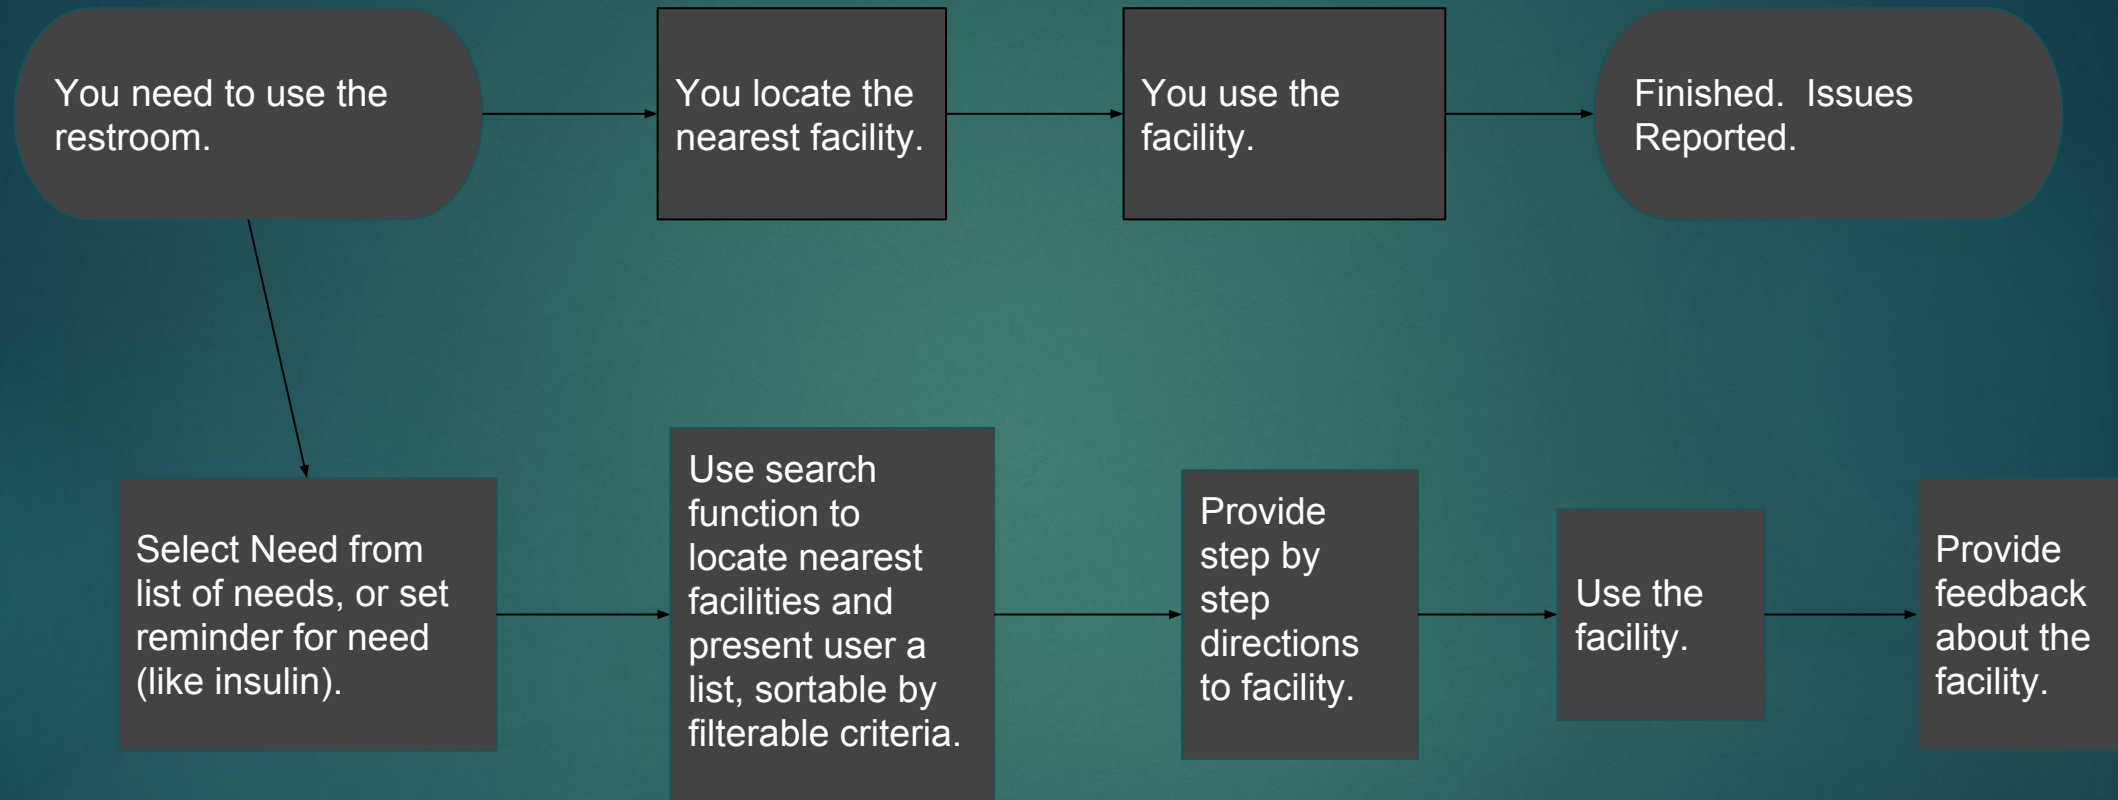 You need to use the
restroom.
You locate the
nearest facility.
You use the
facility.
Finished.  Issues
Reported.
Select Need from
list of needs, or set
reminder for need
(like insulin).
Use search
function to
locate nearest
facilities and
present user a
list, sortable by
filterable criteria.
Provide
step by
step
directions
to facility.
Use the
facility.
Provide
feedback
about the
facility.